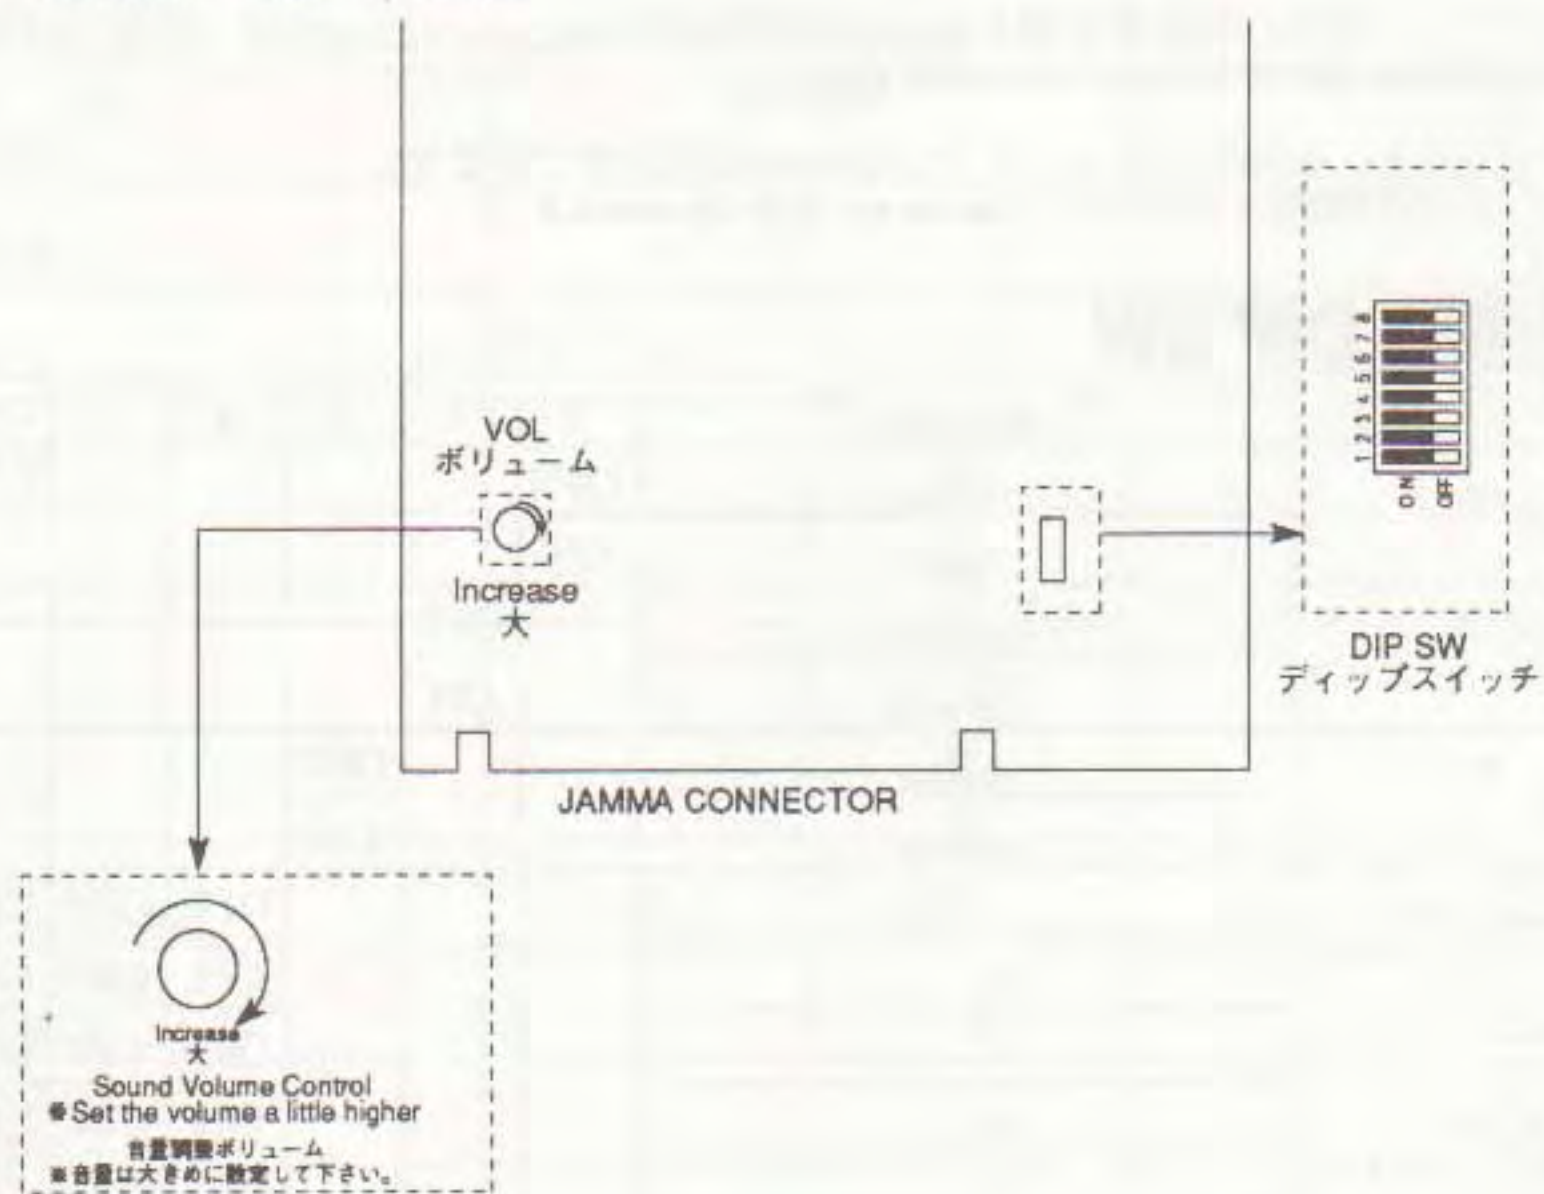 VOL
ボリューム
Increase
大
8
7
6
5
4
3
2
1
ON
OFF
DIP SW
ディップスイッチ
JAMMA CONNECTOR
Increase
大
Sound Volume Control
※Set the volume a little higher
音量調整ボリューム
※音量は大きめに設定して下さい。